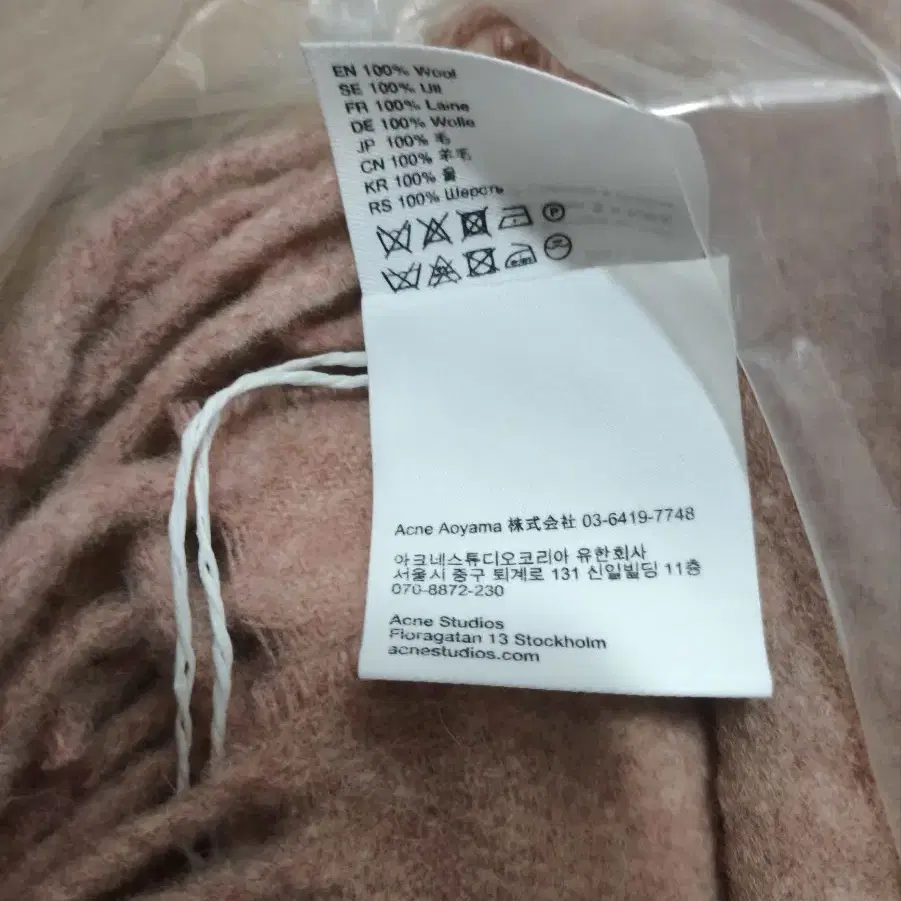 EN 100% Wool
SE 100% Ull
FR 100% Laine
DE 100% Wolle
JP 100% 毛
CN 100% 羊毛
KR 100% 울
RS 100% Шерсть
P
Acne Aoyama 株式会社 03-6419-7748
아크네스튜디오코리아 유한회사
서울시 중구 퇴계로 131 신일빌딩 11층
070-8872-230
Acne Studios
Floragatan 13 Stockholm
acnestudios.com